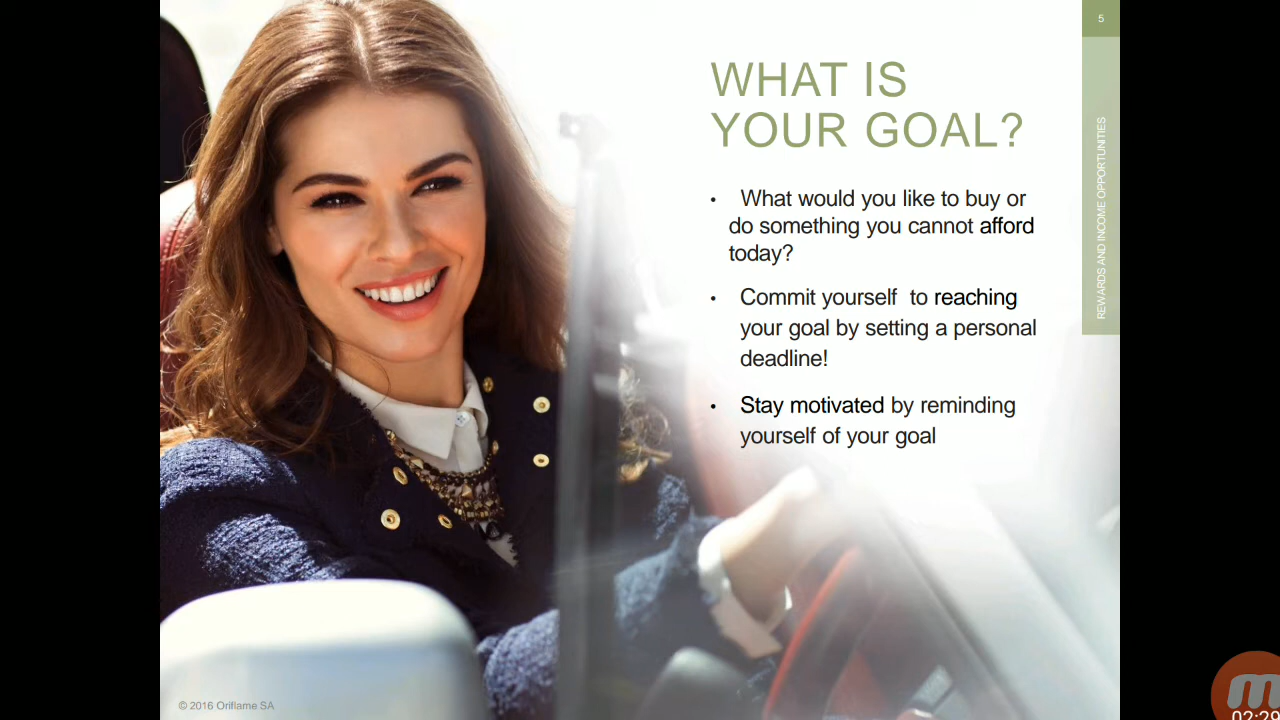 5
WHAT IS
YOUR GOAL?
REWARDS AND INCOME OPPORTUNITIES
• What would you like to buy or
do something you cannot afford
today?
• Commit yourself to reaching
your goal by setting a personal
deadline!
• Stay motivated by reminding
yourself of your goal
© 2016 Oriflame SA
m
02:29